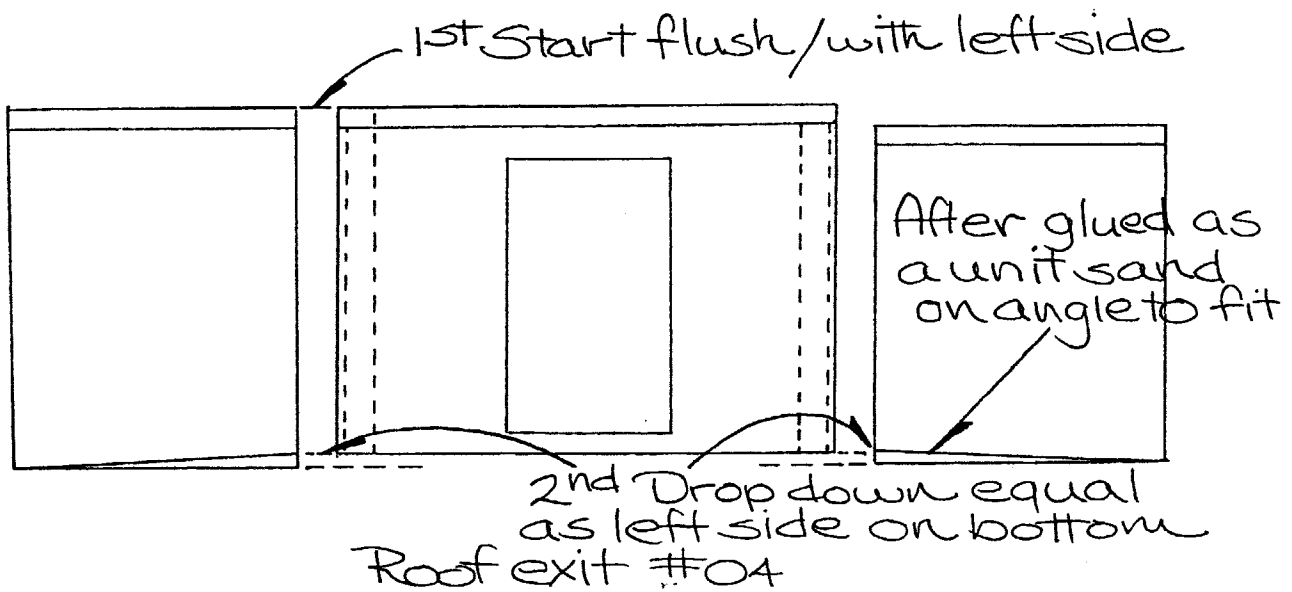 1st Start flush/with left side
After glued as
a unit sand
on angle to fit
2nd Drop down equal
as left side on bottom
Roof exit #04